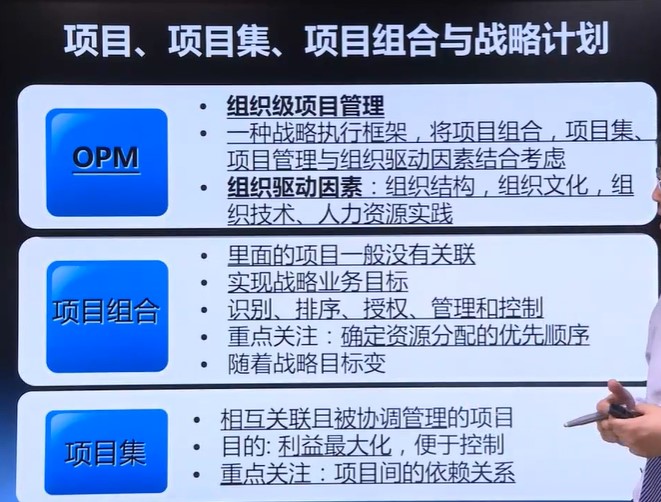 项目、项目集、项目组合与战略计划
OPM
• 组织级项目管理
• 一种战略执行框架，将项目组合，项目集、
项目管理与组织驱动因素结合考虑
• 组织驱动因素：组织结构，组织文化，组
织技术、人力资源实践
项目组合
• 里面的项目一般没有关联
• 实现战略业务目标
• 识别、排序、授权、管理和控制
• 重点关注：确定资源分配的优先顺序
• 随着战略目标变
项目集
• 相互关联且被协调管理的项目
• 目的: 利益最大化，便于控制
• 重点关注：项目间的依赖关系